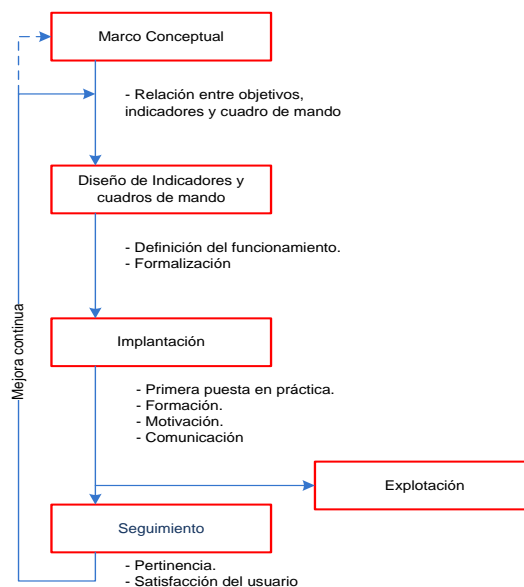 Marco Conceptual
- Relación entre objetivos,
indicadores y cuadro de mando
Diseño de Indicadores y
cuadros de mando
- Definición del funcionamiento.
- Formalización
Mejora continua
Implantación
- Primera puesta en práctica.
- Formación.
- Motivación.
- Comunicación
Explotación
Seguimiento
- Pertinencia.
- Satisfacción del usuario